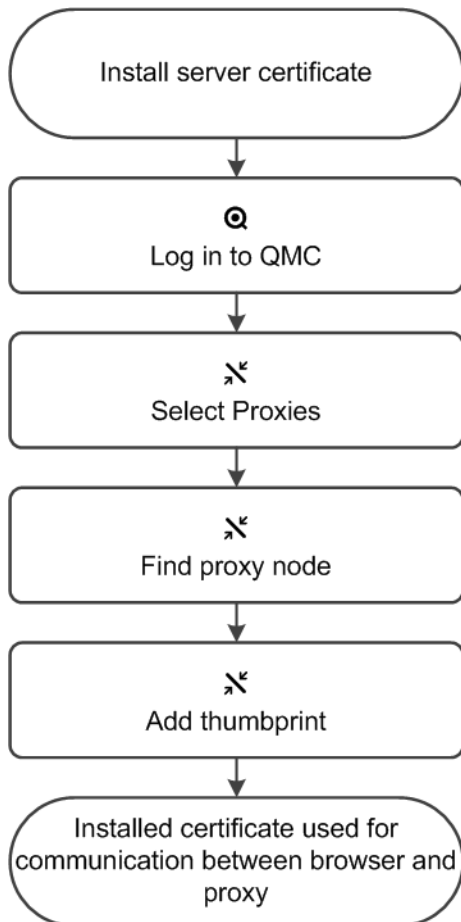 Install server certificate
Log in to QMC
Select Proxies
Find proxy node
Add thumbprint
Installed certificate used for
communication between browser and
proxy